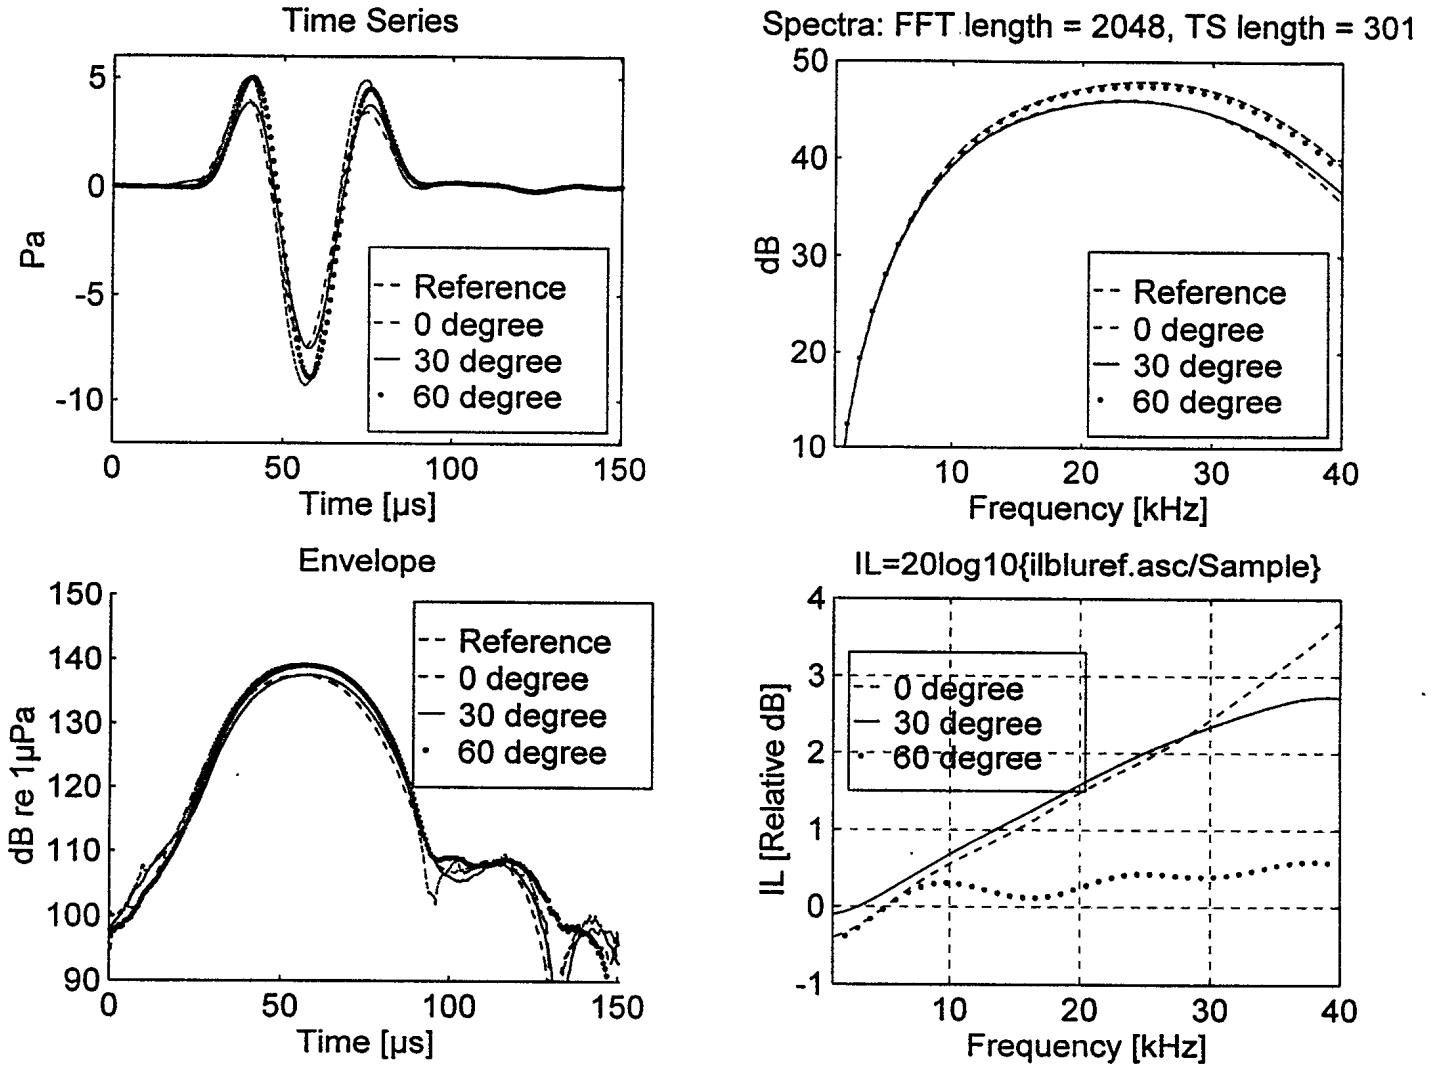 Time Series
5
0
-5
-10
Pa
Reference
0 degree
30 degree
60 degree
0 50 100 150
Time [µs]
Spectra: FFT length = 2048, TS length = 301
50
40
30
20
10
dB
Reference
0 degree
30 degree
60 degree
10 20 30 40
Frequency [kHz]
Envelope
150
140
130
120
110
100
90
dB re 1µPa
Reference
0 degree
30 degree
60 degree
0 50 100 150
Time [µs]
IL=20log10{ilbluref.asc/Sample}
4
3
2
1
0
-1
IL [Relative dB]
0 degree
30 degree
60 degree
10 20 30 40
Frequency [kHz]